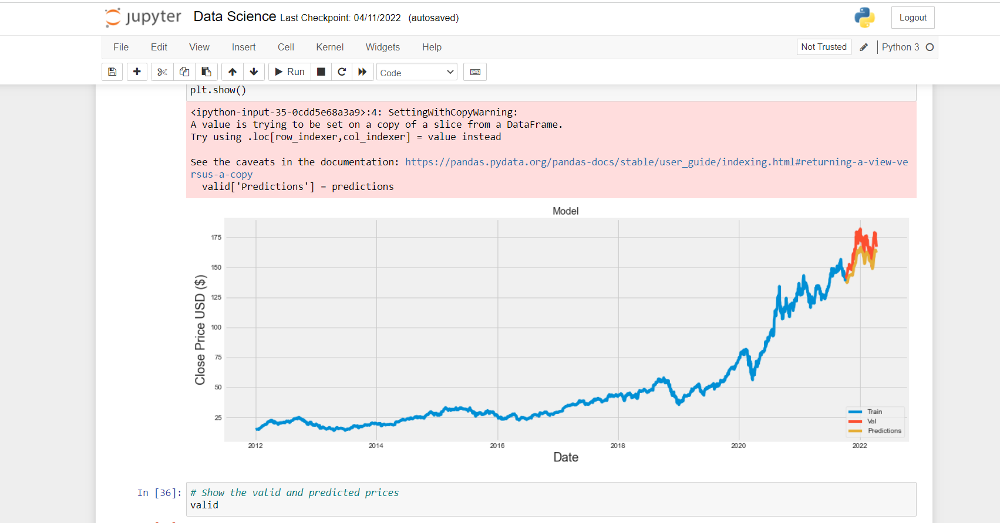 jupyter Data Science Last Checkpoint: 04/11/2022 (autosaved)
Logout
File Edit View Insert Cell Kernel Widgets Help
Not Trusted
Python 3
Run
Code
plt.show()
<ipython-input-35-0cdd5e68a3a9>:4: SettingWithCopyWarning:
A value is trying to be set on a copy of a slice from a DataFrame.
Try using .loc[row_indexer,col_indexer] = value instead
See the caveats in the documentation: https://pandas.pydata.org/pandas-docs/stable/user_guide/indexing.html#returning-a-view-ve
rsus-a-copy
valid['Predictions'] = predictions
Model
Close Price USD ($)
175
150
125
100
75
50
25
Train
Val
Predictions
2012 2014 2016 2018 2020 2022
Date
In [36]:
# Show the valid and predicted prices
valid